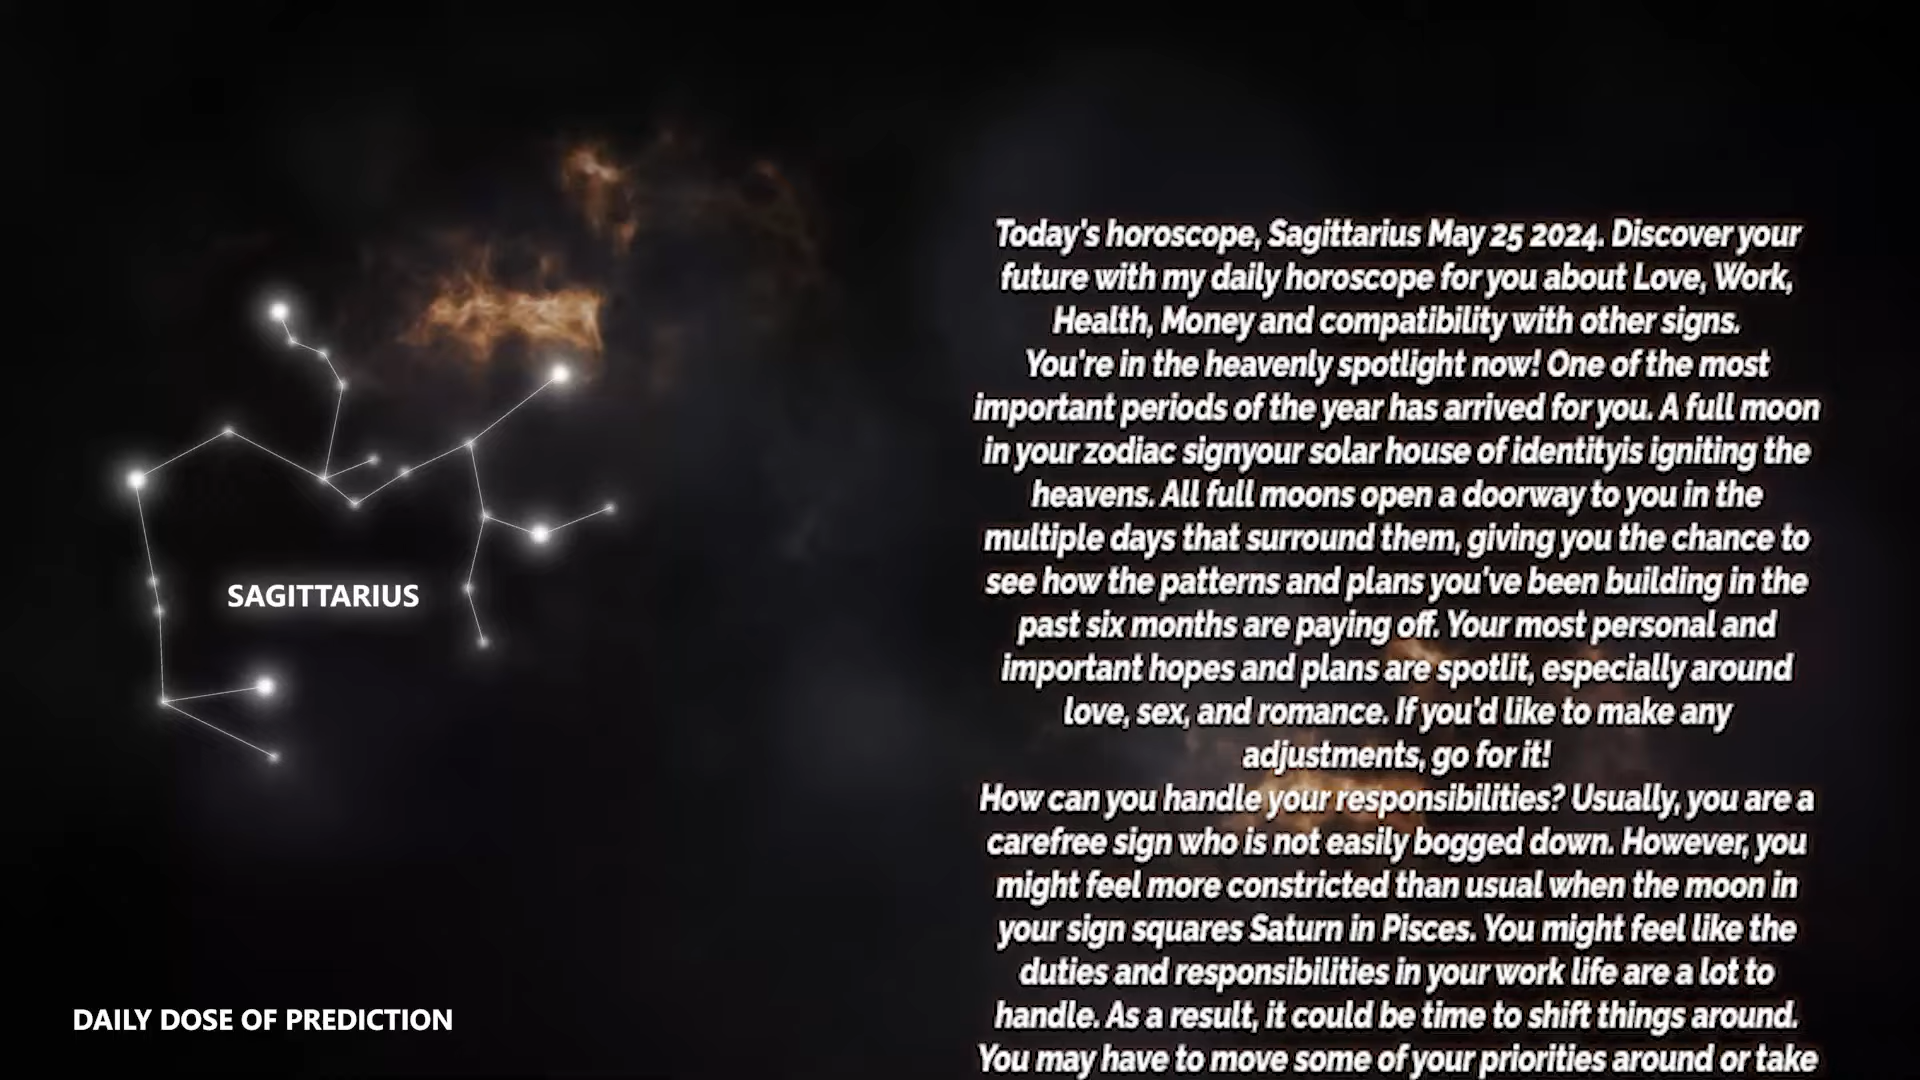 Today's horoscope, Sagittarius May 25 2024. Discover your
future with my daily horoscope for you about Love, Work,
Health, Money and compatibility with other signs.
You're in the heavenly spotlight now! One of the most
important periods of the year has arrived for you. A full moon
in your zodiac signyour solar house of identityis igniting the
heavens. All full moons open a doorway to you in the
multiple days that surround them, giving you the chance to
see how the patterns and plans you've been building in the
past six months are paying off. Your most personal and
important hopes and plans are spotlit, especially around
love, sex, and romance. If you'd like to make any
adjustments, go for it!
How can you handle your responsibilities? Usually, you are a
carefree sign who is not easily bogged down. However, you
might feel more constricted than usual when the moon in
your sign squares Saturn in Pisces. You might feel like the
duties and responsibilities in your work life are a lot to
handle. As a result, it could be time to shift things around.
You may have to move some of your priorities around or take
SAGITTARIUS
DAILY DOSE OF PREDICTION